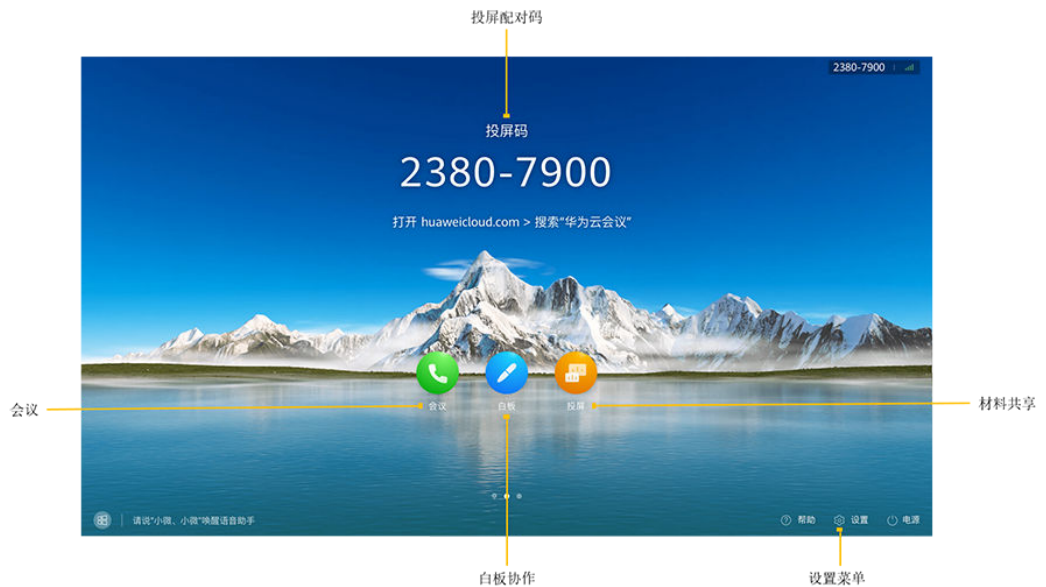 投屏配对码
2380-7900
投屏码
2380-7900
打开 huaweicloud.com > 搜索“华为云会议”
会议
白板
投屏
会议
材料共享
请说“小微、小微”唤醒语音助手
帮助
设置
电源
白板协作
设置菜单